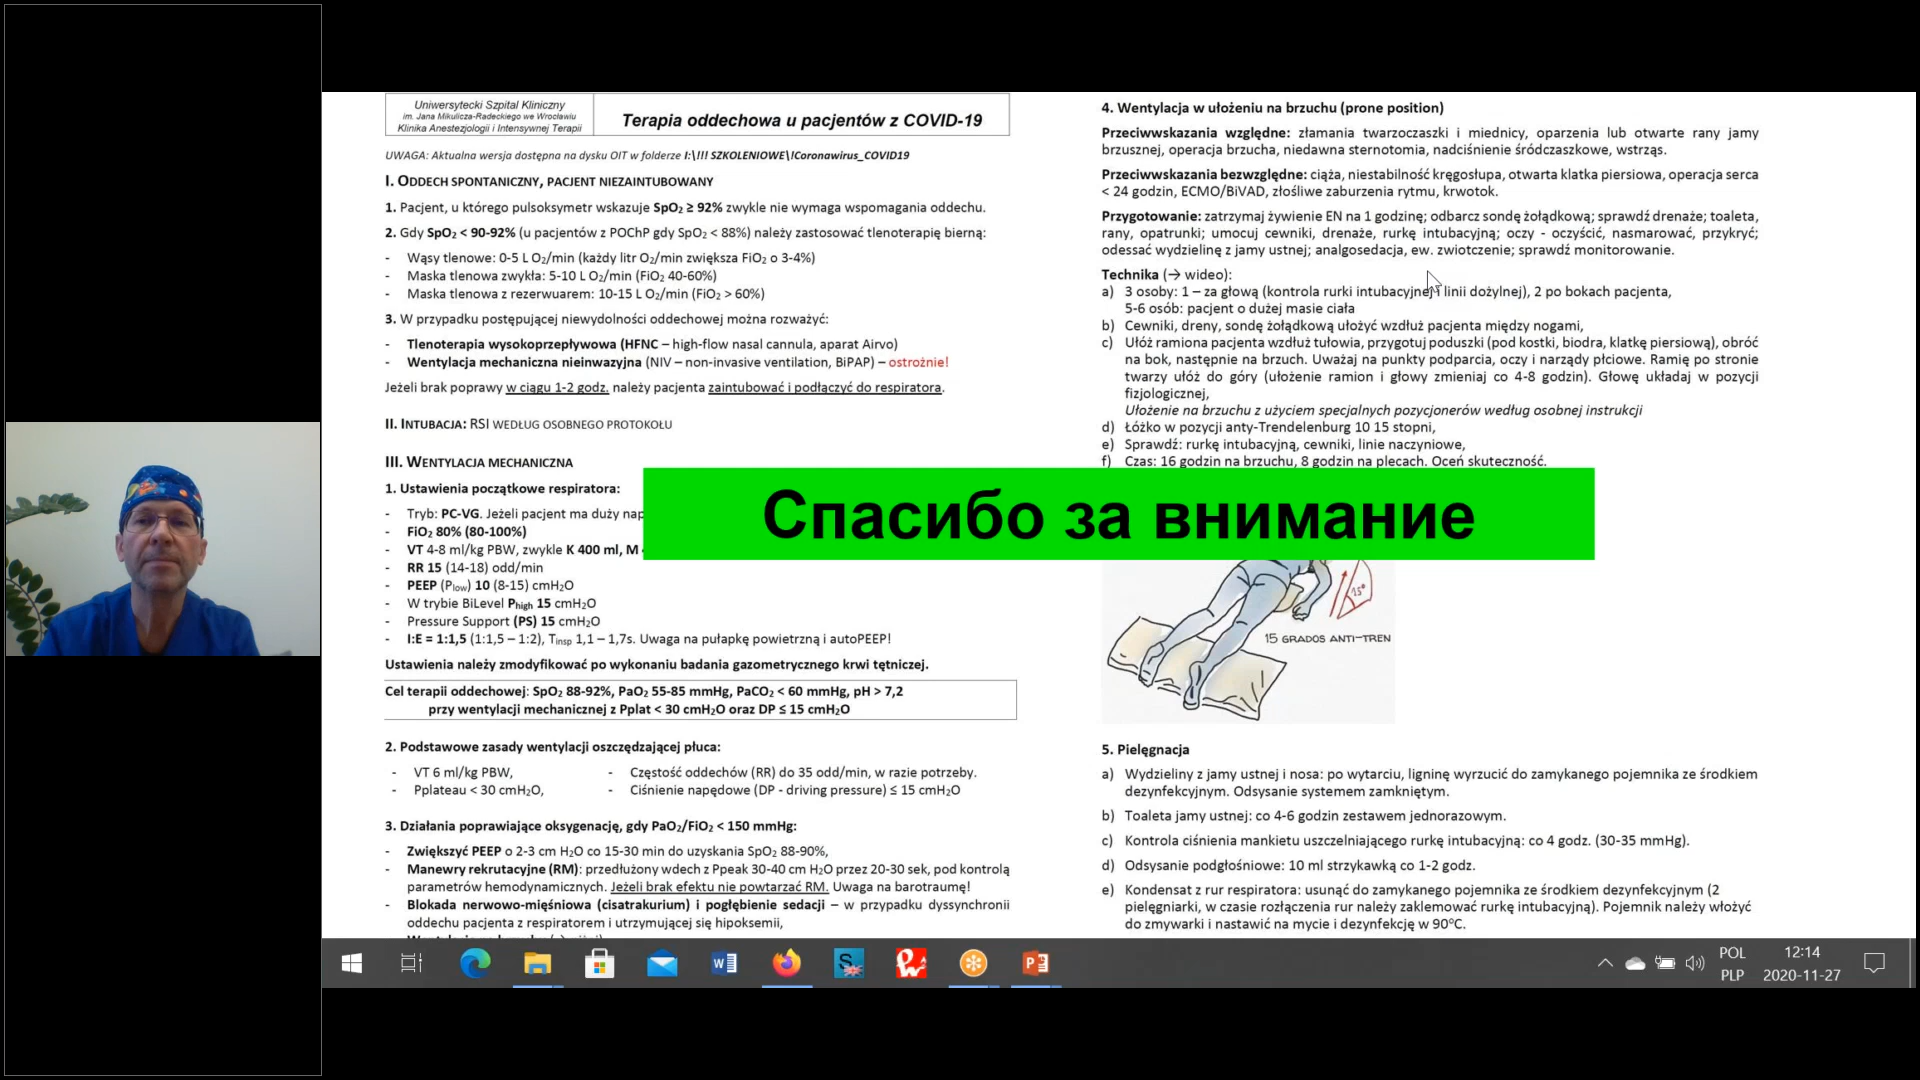 Uniwersytecki Szpital Kliniczny
im. Jana Mikulicza-Radeckiego we Wrocławiu
Klinika Anestezjologii i Intensywnej Terapii
Terapia oddechowa u pacjentów z COVID-19
UWAGA: Aktualna wersja dostępna na dysku OIT w folderze I:\!!! SZKOLENIOWE\!Coronawirus_COVID19
I. ODDECH SPONTANICZNY, PACJENT NIEZAINTUBOWANY
1. Pacjent, u którego pulsoksymetr wskazuje SpO₂ ≥ 92% zwykle nie wymaga wspomagania oddechu.
2. Gdy SpO₂ < 90-92% (u pacjentów z POChP gdy SpO₂ < 88%) należy zastosować tlenoterapię bierną:
- Wąsy tlenowe: 0-5 L O₂/min (każdy litr O₂/min zwiększa FiO₂ o 3-4%)
- Maska tlenowa zwykła: 5-10 L O₂/min (FiO₂ 40-60%)
- Maska tlenowa z rezerwuarem: 10-15 L O₂/min (FiO₂ > 60%)
3. W przypadku postępującej niewydolności oddechowej można rozważyć:
- Tlenoterapia wysokoprzepływowa (HFNC – high-flow nasal cannula, aparat Airvo)
- Wentylacja mechaniczna nieinwazyjna (NIV – non-invasive ventilation, BiPAP) – ostrożnie!
Jeżeli brak poprawy w ciągu 1-2 godz. należy pacjenta zaintubować i podłączyć do respiratora.
II. INTUBACJA: RSI WEDŁUG OSOBNEGO PROTOKOŁU
III. WENTYLACJA MECHANICZNA
1. Ustawienia początkowe respiratora:
- Tryb: PC-VG. Jeżeli pacjent ma duży nap
- FiO₂ 80% (80-100%)
- VT 4-8 ml/kg PBW, zwykle K 400 ml, M
- RR 15 (14-18) odd/min
- PEEP (Plow) 10 (8-15) cmH₂O
- W trybie BiLevel Phigh 15 cmH₂O
- Pressure Support (PS) 15 cmH₂O
- I:E = 1:1,5 (1:1,5 – 1:2), Tinsp 1,1 – 1,7s. Uwaga na pułapkę powietrzną i autoPEEP!
Ustawienia należy zmodyfikować po wykonaniu badania gazometrycznego krwi tętniczej.
Cel terapii oddechowej: SpO₂ 88-92%, PaO₂ 55-85 mmHg, PaCO₂ < 60 mmHg, pH > 7,2
przy wentylacji mechanicznej z Pplat < 30 cmH₂O oraz DP ≤ 15 cmH₂O
2. Podstawowe zasady wentylacji oszczędzającej płuca:
- VT 6 ml/kg PBW, - Częstość oddechów (RR) do 35 odd/min, w razie potrzeby.
- Pplateau < 30 cmH₂O, - Ciśnienie napędowe (DP - driving pressure) ≤ 15 cmH₂O
3. Działania poprawiające oksygenację, gdy PaO₂/FiO₂ < 150 mmHg:
- Zwiększyć PEEP o 2-3 cm H₂O co 15-30 min do uzyskania SpO₂ 88-90%,
- Manewry rekrutacyjne (RM): przedłużony wdech z Ppeak 30-40 cm H₂O przez 20-30 sek, pod kontrolą
parametrów hemodynamicznych. Jeżeli brak efektu nie powtarzać RM. Uwaga na barotraumę!
- Blokada nerwowo-mięśniowa (cisatrakurium) i pogłębienie sedacji – w przypadku dyssynchronii
oddechu pacjenta z respiratorem i utrzymującej się hipoksemii,
4. Wentylacja w ułożeniu na brzuchu (prone position)
Przeciwwskazania względne: złamania twarzoczaszki i miednicy, oparzenia lub otwarte rany jamy
brzusznej, operacja brzucha, niedawna sternotomia, nadciśnienie śródczaszkowe, wstrząs.
Przeciwwskazania bezwzględne: ciąża, niestabilność kręgosłupa, otwarta klatka piersiowa, operacja serca
< 24 godzin, ECMO/BiVAD, złośliwe zaburzenia rytmu, krwotok.
Przygotowanie: zatrzymaj żywienie EN na 1 godzinę; odbarcz sondę żołądkową; sprawdź drenaże; toaleta,
rany, opatrunki; umocuj cewniki, drenaże, rurkę intubacyjną; oczy - oczyścić, nasmarować, przykryć;
odessać wydzielinę z jamy ustnej; analgosedacja, ew. zwiotczenie; sprawdź monitorowanie.
Technika (→ wideo):
a) 3 osoby: 1 – za głową (kontrola rurki intubacyjnej i linii dożylnej), 2 po bokach pacjenta,
5-6 osób: pacjent o dużej masie ciała
b) Cewniki, dreny, sondę żołądkową ułożyć wzdłuż pacjenta między nogami,
c) Ułóż ramiona pacjenta wzdłuż tułowia, przygotuj poduszki (pod kostki, biodra, klatkę piersiową), obróć
na bok, następnie na brzuch. Uważaj na punkty podparcia, oczy i narządy płciowe. Ramię po stronie
twarzy ułóż do góry (ułożenie ramion i głowy zmieniaj co 4-8 godzin). Głowę układaj w pozycji
fizjologicznej,
Ułożenie na brzuchu z użyciem specjalnych pozycjonerów według osobnej instrukcji
d) Łóżko w pozycji anty-Trendelenburg 10 15 stopni,
e) Sprawdź: rurkę intubacyjną, cewniki, linie naczyniowe,
f) Czas: 16 godzin na brzuchu, 8 godzin na plecach. Oceń skuteczność.
Спасибо за внимание
15°
15 GRADOS ANTI-TREN
5. Pielęgnacja
a) Wydzieliny z jamy ustnej i nosa: po wytarciu, ligninę wyrzucić do zamykanego pojemnika ze środkiem
dezynfekcyjnym. Odsysanie systemem zamkniętym.
b) Toaleta jamy ustnej: co 4-6 godzin zestawem jednorazowym.
c) Kontrola ciśnienia mankietu uszczelniającego rurkę intubacyjną: co 4 godz. (30-35 mmHg).
d) Odsysanie podgłośniowe: 10 ml strzykawką co 1-2 godz.
e) Kondensat z rur respiratora: usunąć do zamykanego pojemnika ze środkiem dezynfekcyjnym (2
pielęgniarki, w czasie rozłączenia rur należy zaklemować rurkę intubacyjną). Pojemnik należy włożyć
do zmywarki i nastawić na mycie i dezynfekcję w 90°C.
POL
PLP
12:14
2020-11-27